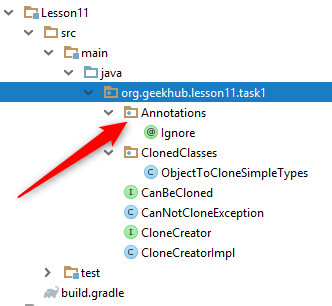 Lesson11
src
main
java
org.geekhub.lesson11.task1
Annotations
Ignore
ClonedClasses
ObjectToCloneSimpleTypes
CanBeCloned
CanNotCloneException
CloneCreator
CloneCreatorImpl
test
build.gradle